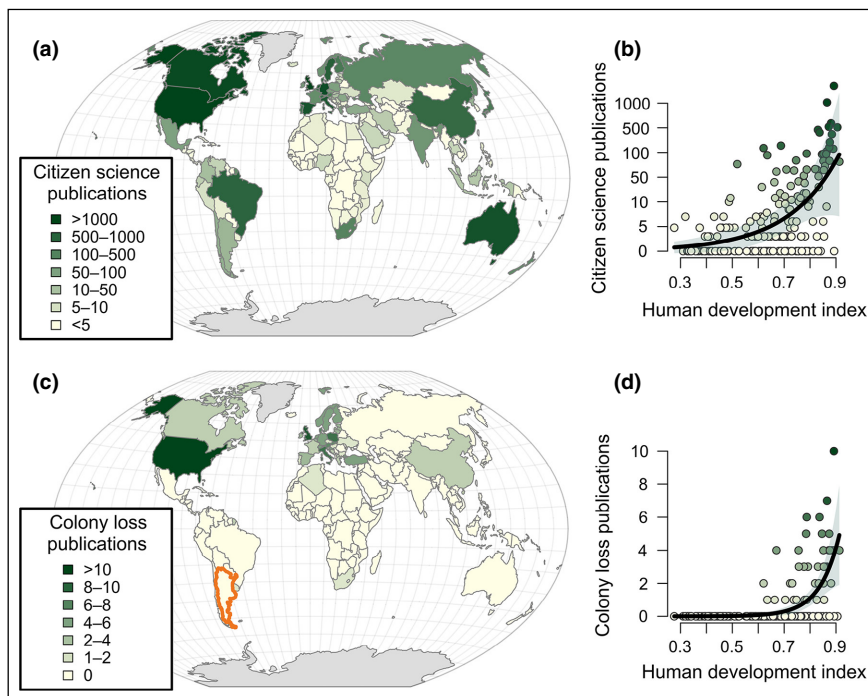 (a)
Citizen science
publications
>1000
500–1000
100–500
50–100
10–50
5–10
<5
(b)
Citizen science publications
1000
500
100
50
10
5
0
0.3 0.5 0.7 0.9
Human development index
(c)
Colony loss
publications
>10
8–10
6–8
4–6
2–4
1–2
0
(d)
Colony loss publications
10
8
6
4
2
0
0.3 0.5 0.7 0.9
Human development index